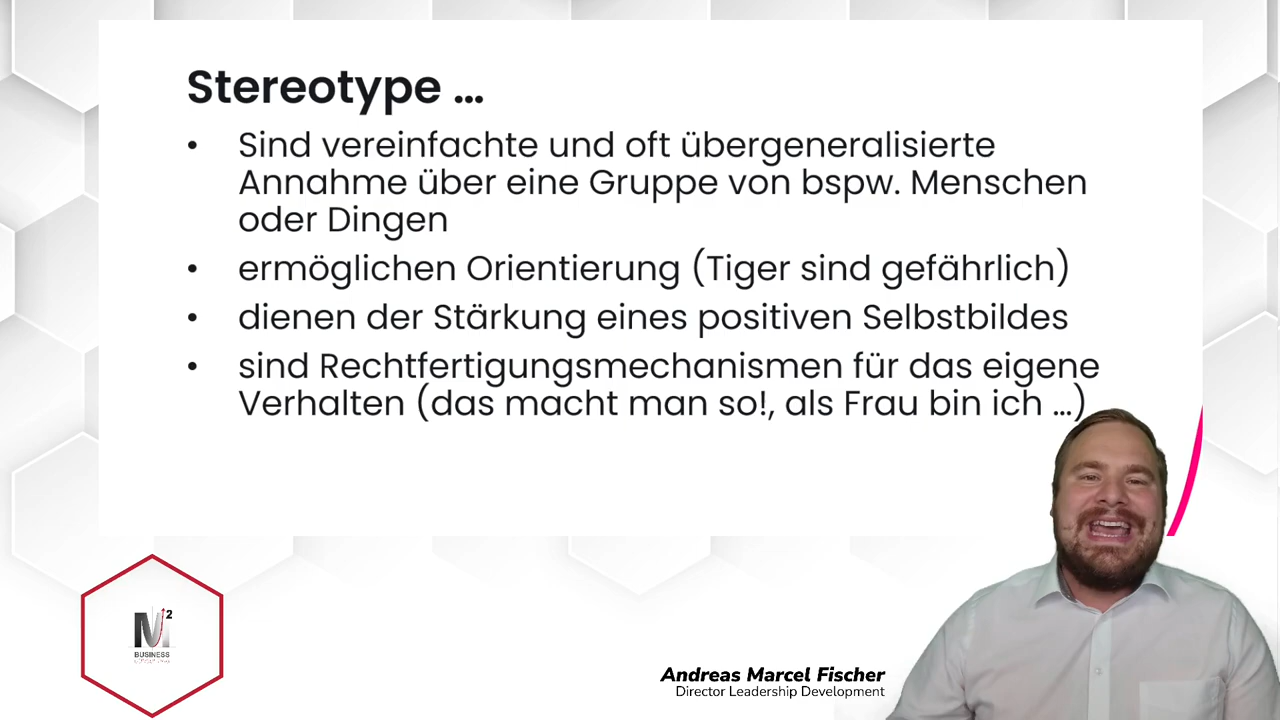 Stereotype ...
• Sind vereinfachte und oft übergeneralisierte
Annahme über eine Gruppe von bspw. Menschen
oder Dingen
• ermöglichen Orientierung (Tiger sind gefährlich)
• dienen der Stärkung eines positiven Selbstbildes
• sind Rechtfertigungsmechanismen für das eigene
Verhalten (das macht man so!, als Frau bin ich ...)
M²
BUSINESS
Andreas Marcel Fischer
Director Leadership Development